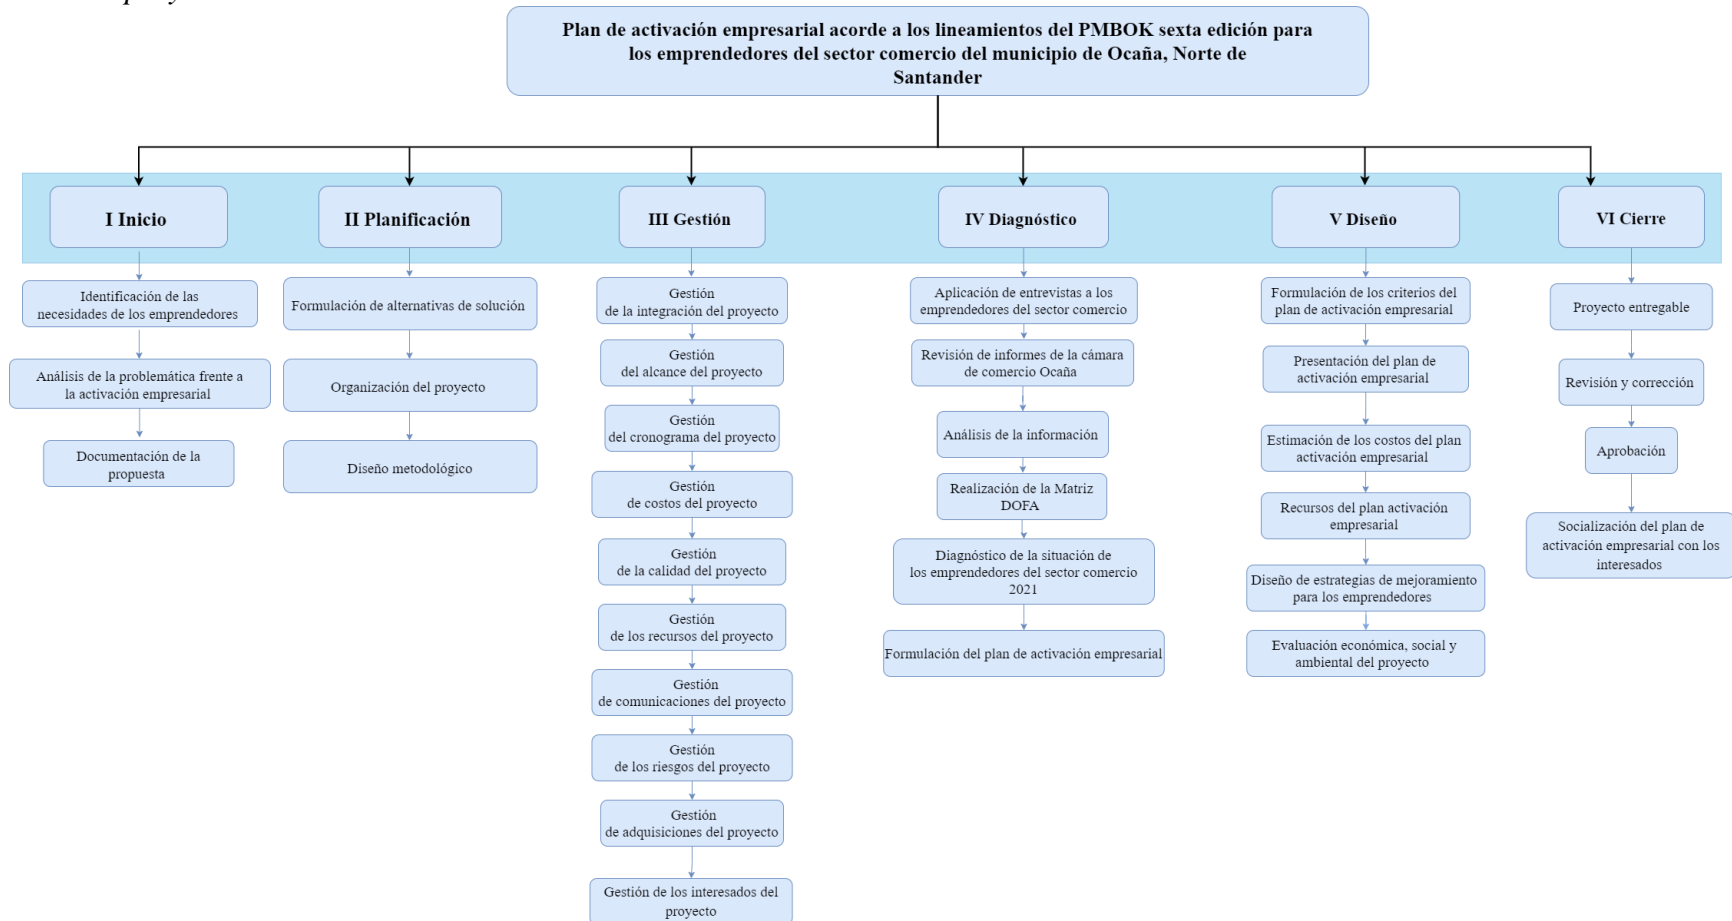 Plan de activación empresarial acorde a los lineamientos del PMBOK sexta edición para
los emprendedores del sector comercio del municipio de Ocaña, Norte de
Santander
I Inicio
II Planificación
III Gestión
IV Diagnóstico
V Diseño
VI Cierre
Identificación de las
necesidades de los emprendedores
Análisis de la problemática frente a
la activación empresarial
Documentación de la
propuesta
Formulación de alternativas de solución
Organización del proyecto
Diseño metodológico
Gestión
de la integración del proyecto
Gestión
del alcance del proyecto
Gestión
del cronograma del proyecto
Gestión
de costos del proyecto
Gestión
de la calidad del proyecto
Gestión
de los recursos del proyecto
Gestión
de comunicaciones del proyecto
Gestión
de los riesgos del proyecto
Gestión
de adquisiciones del proyecto
Gestión de los interesados del
proyecto
Aplicación de entrevistas a los
emprendedores del sector comercio
Revisión de informes de la cámara
de comercio Ocaña
Análisis de la información
Realización de la Matriz
DOFA
Diagnóstico de la situación de
los emprendedores del sector comercio
2021
Formulación del plan de activación empresarial
Formulación de los criterios del
plan de activación empresarial
Presentación del plan de
activación empresarial
Estimación de los costos del plan
activación empresarial
Recursos del plan activación
empresarial
Diseño de estrategias de mejoramiento
para los emprendedores
Evaluación económica, social y
ambiental del proyecto
Proyecto entregable
Revisión y corrección
Aprobación
Socialización del plan de
activación empresarial con los
interesados